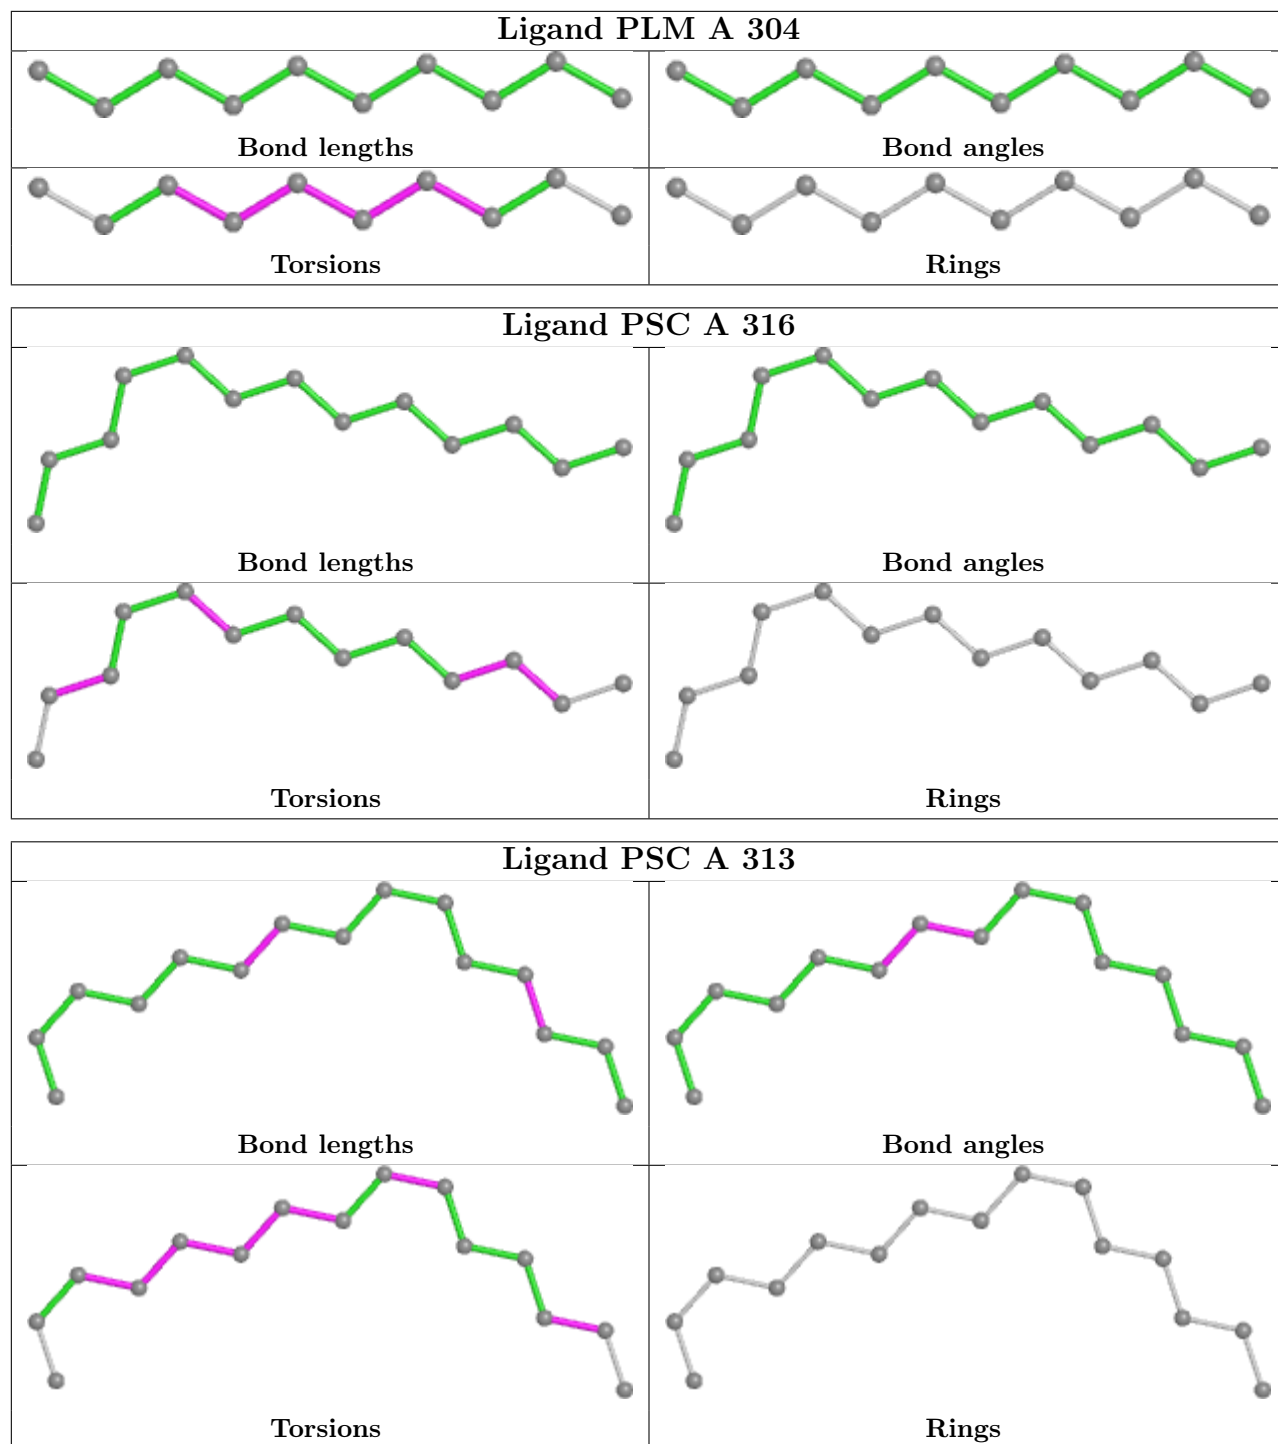 Ligand PLM A 304
Bond lengths
Bond angles
Torsions
Rings
Ligand PSC A 316
Bond lengths
Bond angles
Torsions
Rings
Ligand PSC A 313
Bond lengths
Bond angles
Torsions
Rings